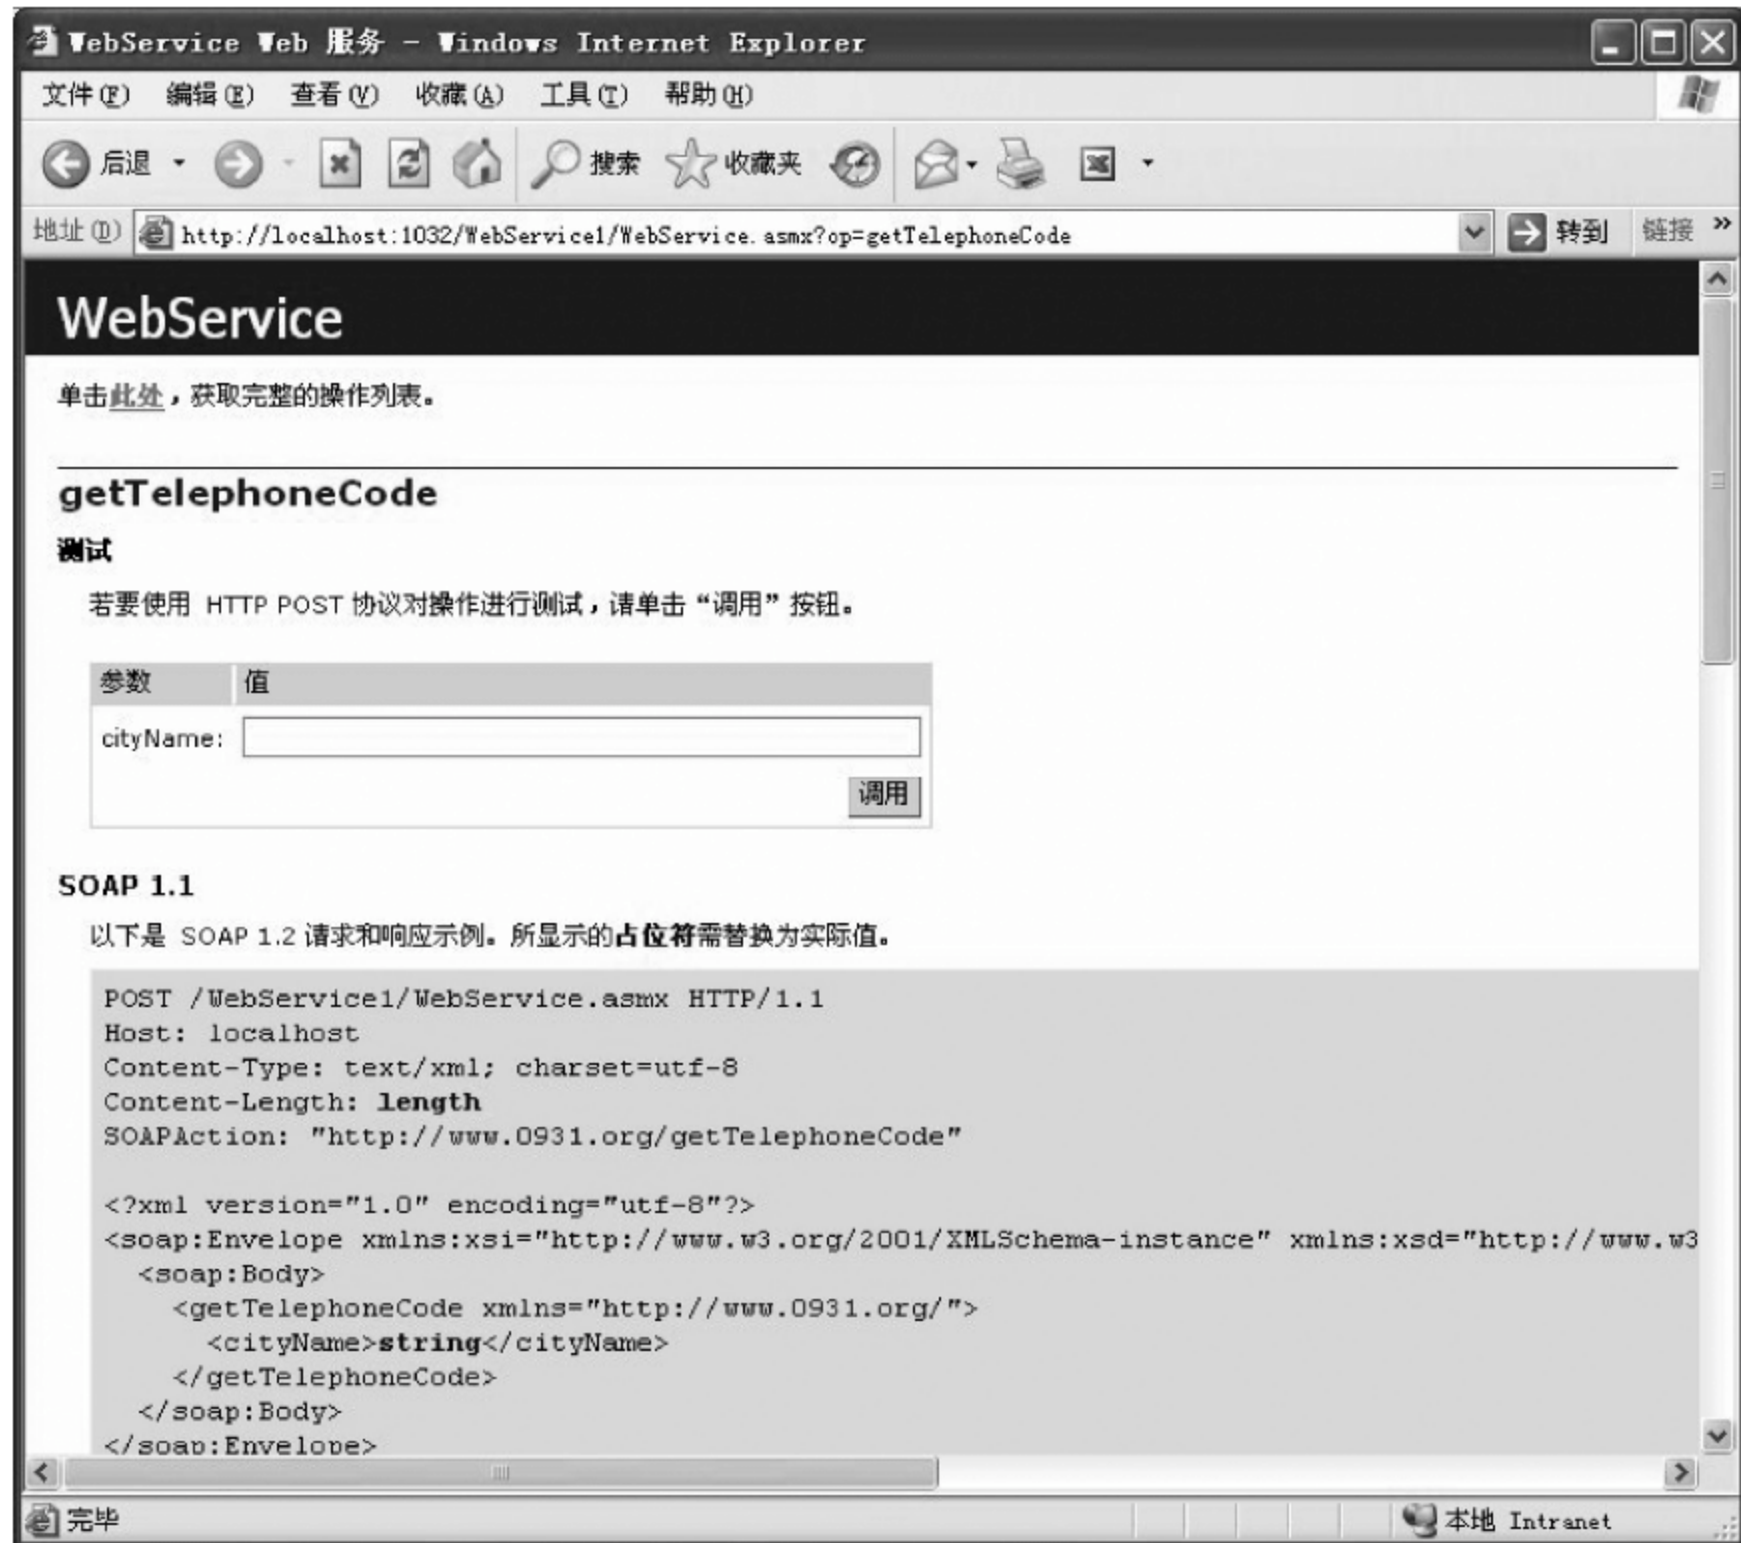 WebService Web 服务 - Windows Internet Explorer
文件(F) 编辑(E) 查看(V) 收藏(A) 工具(T) 帮助(H)
后退 搜索 收藏夹
地址(D) http://localhost:1032/WebService1/WebService.asmx?op=getTelephoneCode 转到 链接 »
WebService
单击此处，获取完整的操作列表。
getTelephoneCode
测试
若要使用 HTTP POST 协议对操作进行测试，请单击“调用”按钮。
参数 值
cityName:
调用
SOAP 1.1
以下是 SOAP 1.2 请求和响应示例。所显示的占位符需替换为实际值。
POST /WebService1/WebService.asmx HTTP/1.1
Host: localhost
Content-Type: text/xml; charset=utf-8
Content-Length: length
SOAPAction: "http://www.0931.org/getTelephoneCode"
<?xml version="1.0" encoding="utf-8"?>
<soap:Envelope xmlns:xsi="http://www.w3.org/2001/XMLSchema-instance" xmlns:xsd="http://www.w3
<soap:Body>
<getTelephoneCode xmlns="http://www.0931.org/">
<cityName>string</cityName>
</getTelephoneCode>
</soap:Body>
</soap:Envelope>
完毕 本地 Intranet